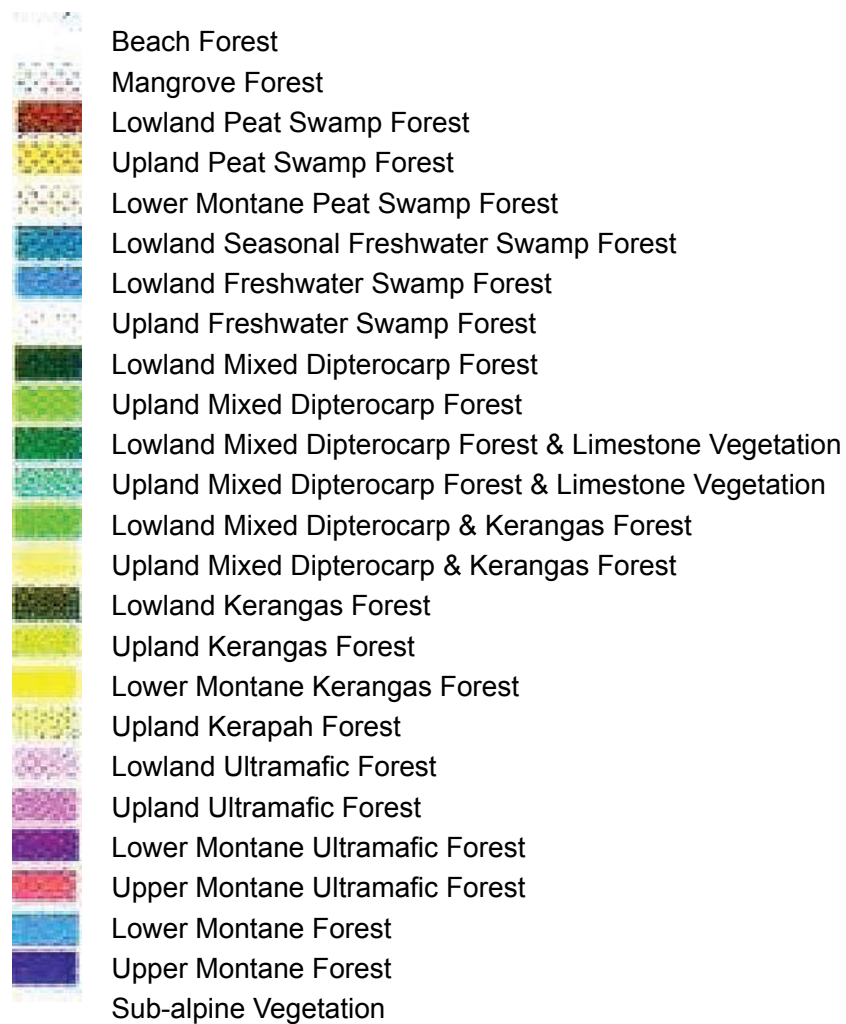 Beach Forest
Mangrove Forest
Lowland Peat Swamp Forest
Upland Peat Swamp Forest
Lower Montane Peat Swamp Forest
Lowland Seasonal Freshwater Swamp Forest
Lowland Freshwater Swamp Forest
Upland Freshwater Swamp Forest
Lowland Mixed Dipterocarp Forest
Upland Mixed Dipterocarp Forest
Lowland Mixed Dipterocarp Forest & Limestone Vegetation
Upland Mixed Dipterocarp Forest & Limestone Vegetation
Lowland Mixed Dipterocarp & Kerangas Forest
Upland Mixed Dipterocarp & Kerangas Forest
Lowland Kerangas Forest
Upland Kerangas Forest
Lower Montane Kerangas Forest
Upland Kerapah Forest
Lowland Ultramafic Forest
Upland Ultramafic Forest
Lower Montane Ultramafic Forest
Upper Montane Ultramafic Forest
Lower Montane Forest
Upper Montane Forest
Sub-alpine Vegetation